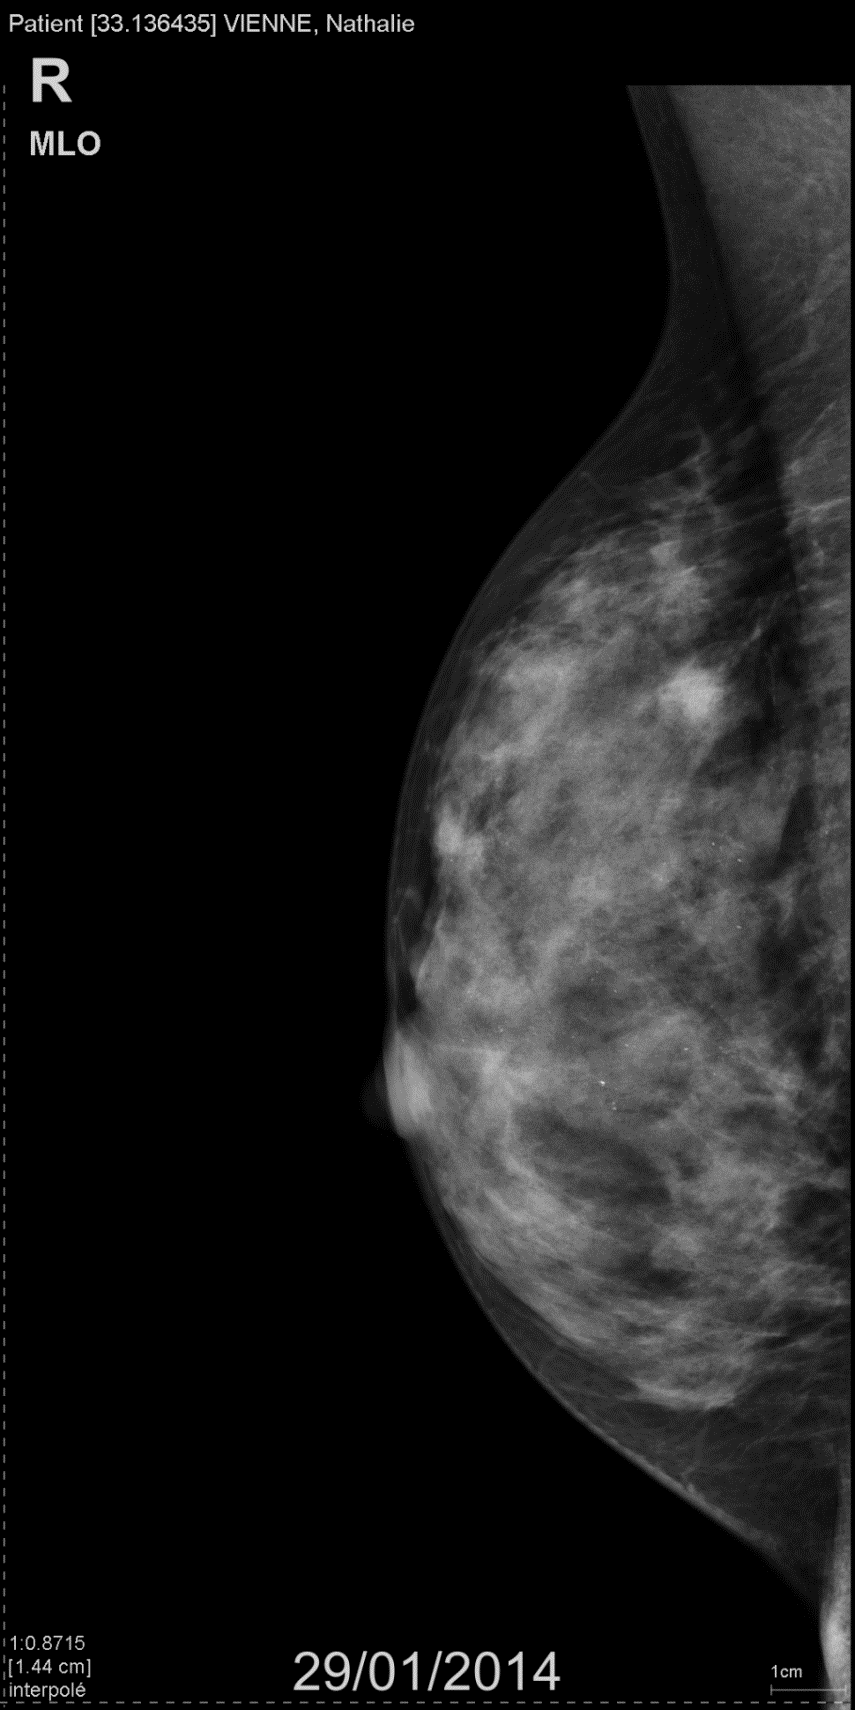 Patient [33.136435] VIENNE, Nathalie
R
MLO
1:0.8715
[1.44 cm]
interpolé
29/01/2014
1cm